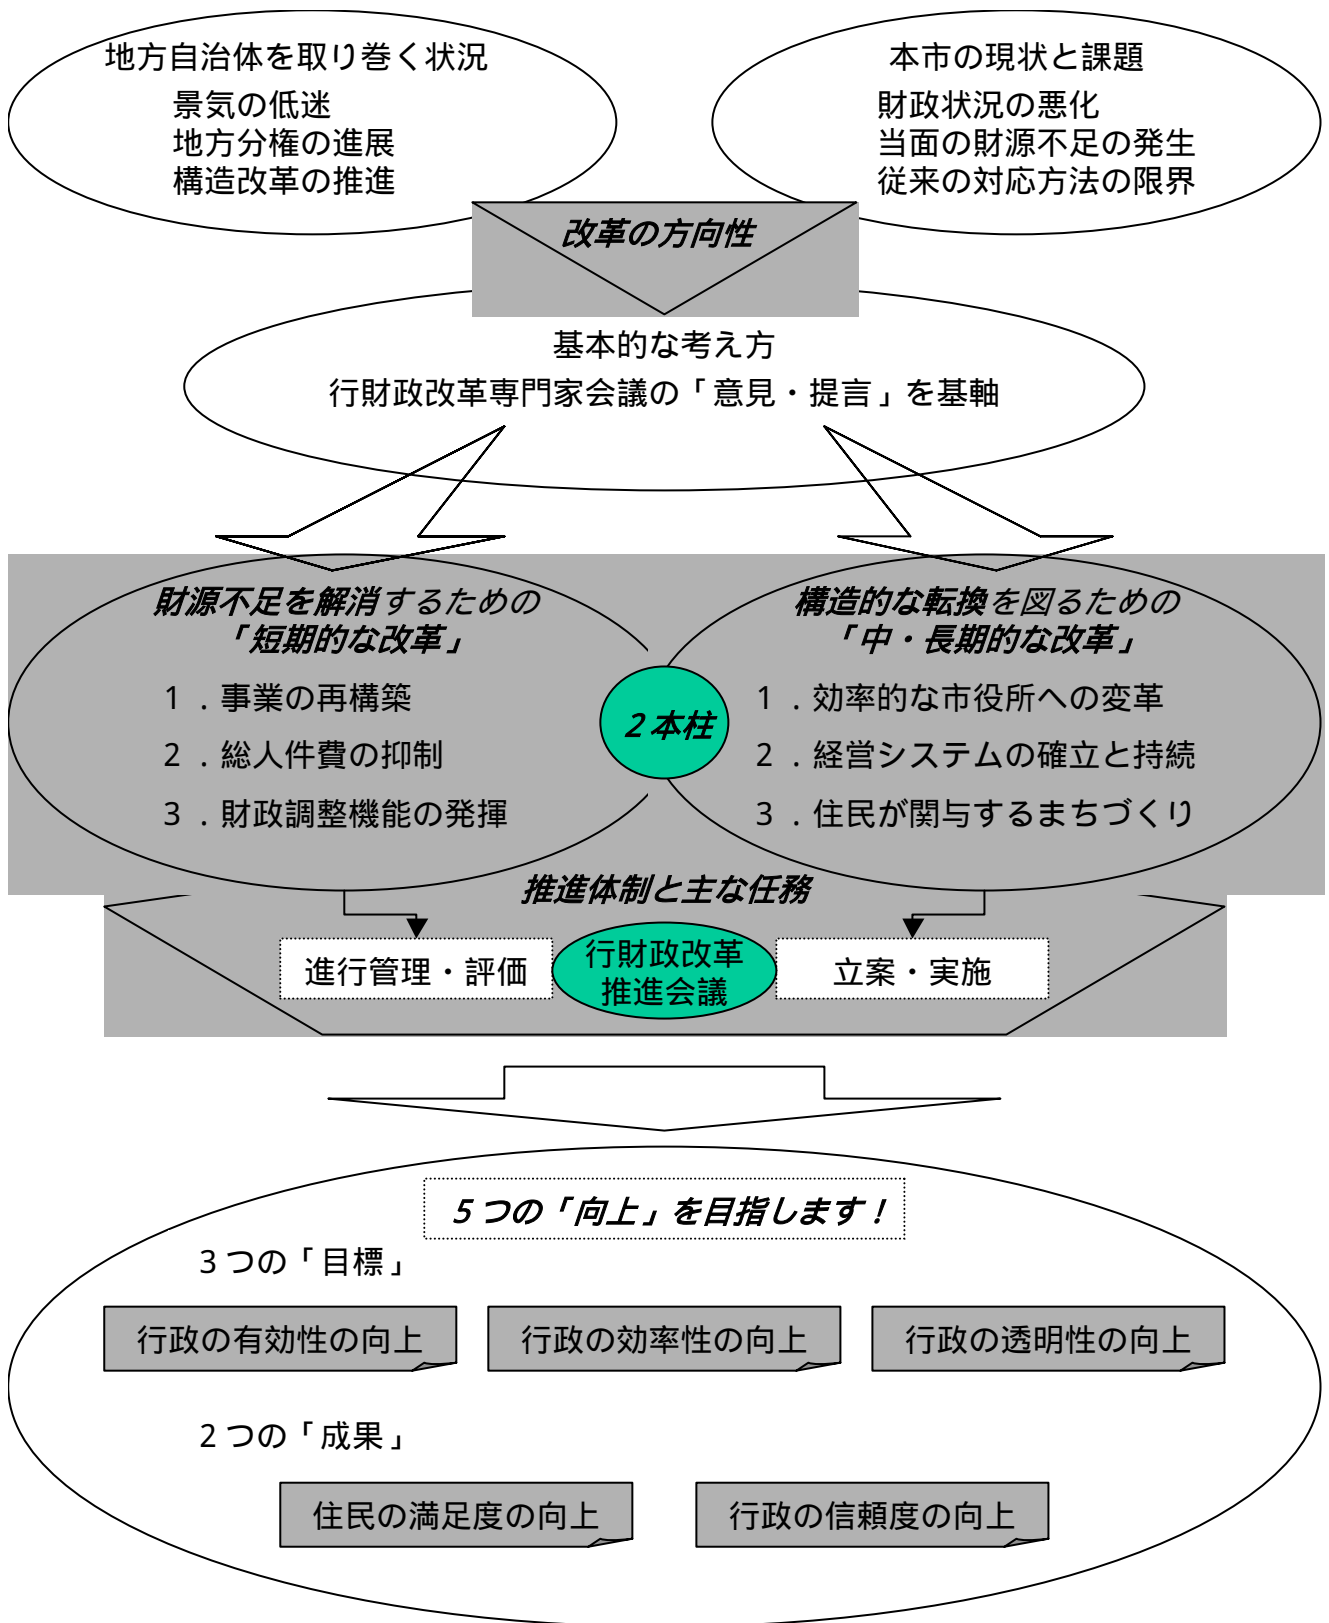 地方自治体を取り巻く状況
景気の低迷
地方分権の進展
構造改革の推進
本市の現状と課題
財政状況の悪化
当面の財源不足の発生
従来の対応方法の限界
改革の方向性
基本的な考え方
行財政改革専門家会議の「意見・提言」を基軸
財源不足を解消するための
「短期的な改革」
1．事業の再構築
2．総人件費の抑制
3．財政調整機能の発揮
2本柱
構造的な転換を図るための
「中・長期的な改革」
1．効率的な市役所への変革
2．経営システムの確立と持続
3．住民が関与するまちづくり
推進体制と主な任務
進行管理・評価
行財政改革
推進会議
立案・実施
5つの「向上」を目指します！
3つの「目標」
行政の有効性の向上
行政の効率性の向上
行政の透明性の向上
2つの「成果」
住民の満足度の向上
行政の信頼度の向上